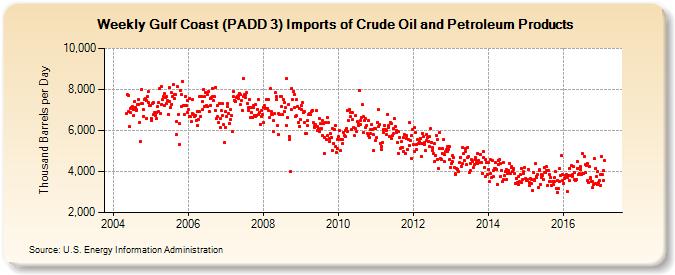 Weekly Gulf Coast (PADD 3) Imports of Crude Oil and Petroleum Products
Thousand Barrels per Day
10,000
8,000
6,000
4,000
2,000
2004 2006 2008 2010 2012 2014 2016
Source: U.S. Energy Information Administration